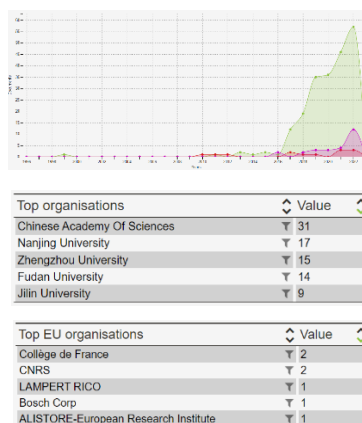 Top organisations Value
Chinese Academy Of Sciences 31
Nanjing University 17
Zhengzhou University 15
Fudan University 14
Jilin University 9
Top EU organisations Value
Collège de France 2
CNRS 2
LAMPERT RICO 1
Bosch Corp 1
ALISTORE-European Research Institute 1